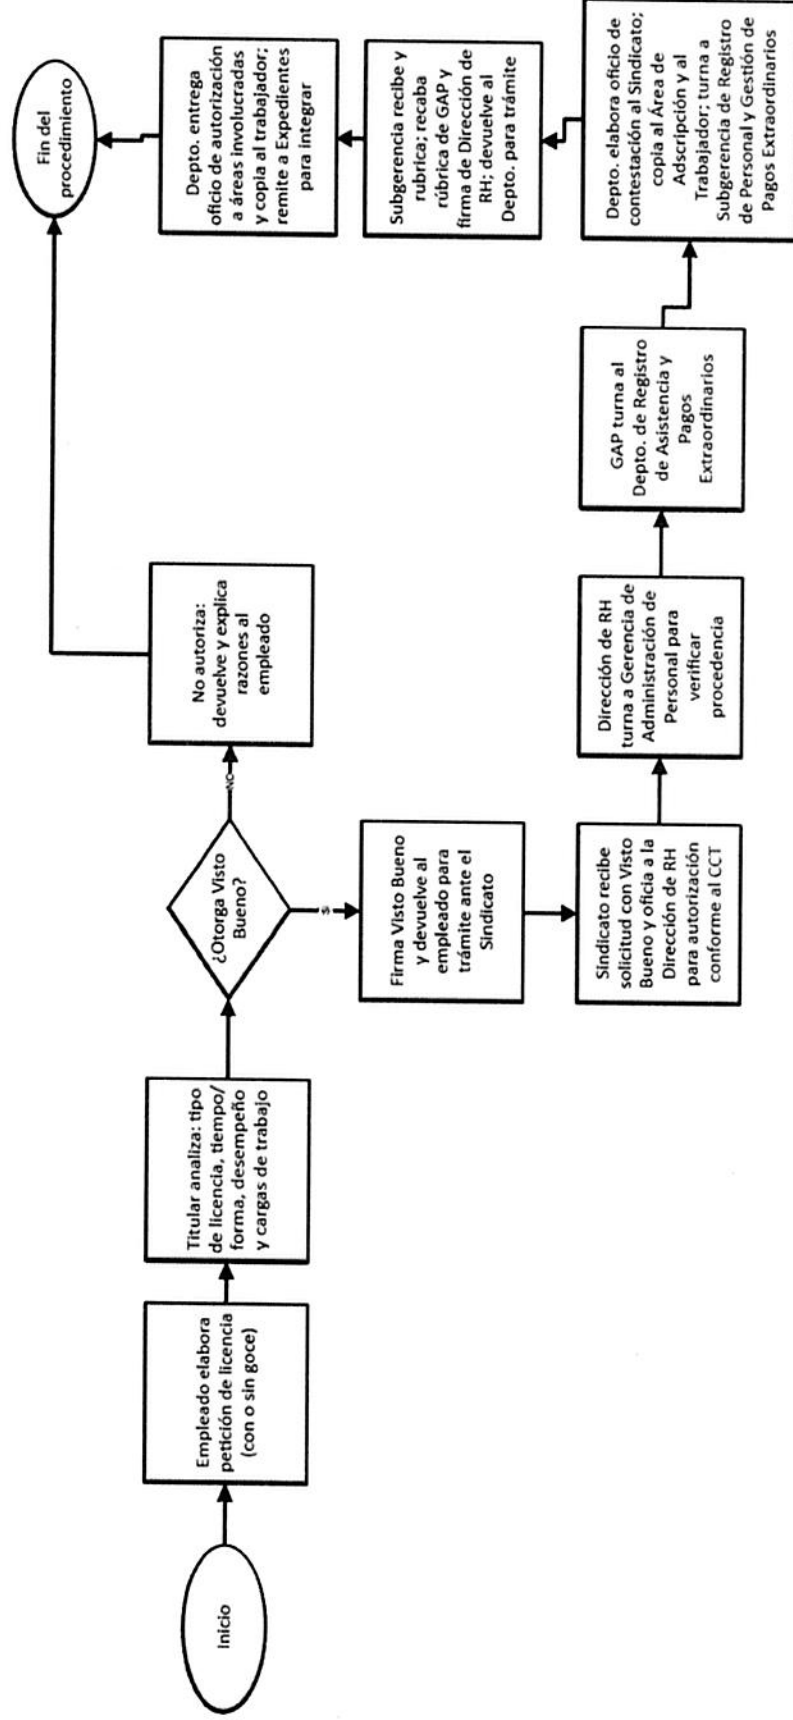 Inicio
Empleado elabora
petición de licencia
(con o sin goce)
Titular analiza: tipo
de licencia, tiempo/
forma, desempeño
y cargas de trabajo
¿Otorga Visto
Bueno?
NO
No autoriza:
devuelve y explica
razones al
empleado
SI
Firma Visto Bueno
y devuelve al
empleado para
trámite ante el
Sindicato
Sindicato recibe
solicitud con Visto
Bueno y oficia a la
Dirección de RH
para autorización
conforme al CCT
Dirección de RH
turna a Gerencia de
Administración de
Personal para
verificar
procedencia
GAP turna al
Depto. de Registro
de Asistencia y
Pagos
Extraordinarios
Depto. elabora oficio de
contestación al Sindicato;
copia al Área de
Adscripción y al
Trabajador; turna a
Subgerencia de Registro
de Personal y Gestión de
Pagos Extraordinarios
Subgerencia recibe y
rubrica; recaba
rúbrica de GAP y
firma de Dirección de
RH; devuelve al
Depto. para trámite
Depto. entrega
oficio de autorización
a áreas involucradas
y copia al trabajador;
remite a Expedientes
para integrar
Fin del
procedimiento